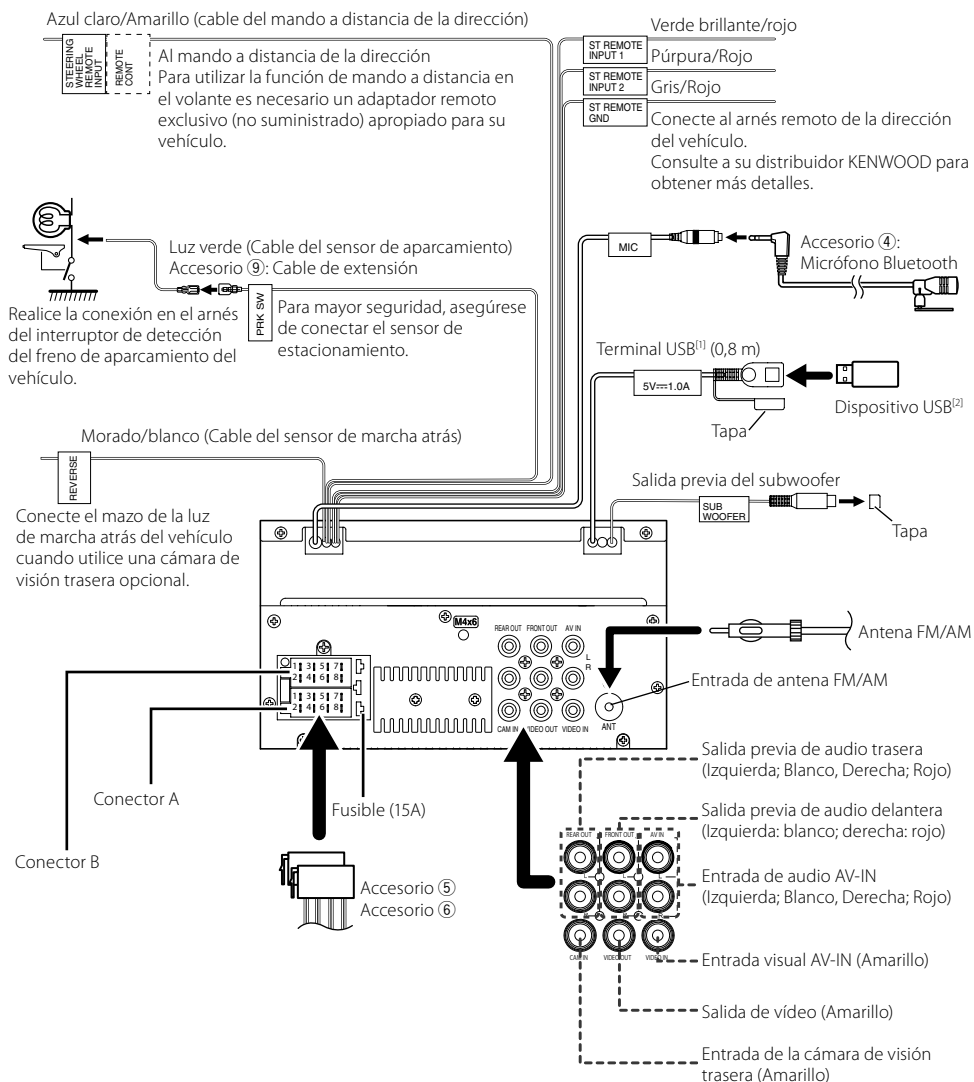 Azul claro/Amarillo (cable del mando a distancia de la dirección)
STEERING
WHEEL
REMOTE
INPUT
REMOTE
CONT
Al mando a distancia de la dirección
Para utilizar la función de mando a distancia en
el volante es necesario un adaptador remoto
exclusivo (no suministrado) apropiado para su
vehículo.
Verde brillante/rojo
ST REMOTE
INPUT 1
Púrpura/Rojo
ST REMOTE
INPUT 2
Gris/Rojo
ST REMOTE
GND
Conecte al arnés remoto de la dirección
del vehículo.
Consulte a su distribuidor KENWOOD para
obtener más detalles.
Luz verde (Cable del sensor de aparcamiento)
Accesorio ⑨: Cable de extensión
PRK SW
Para mayor seguridad, asegúrese
de conectar el sensor de
estacionamiento.
Realice la conexión en el arnés
del interruptor de detección
del freno de aparcamiento del
vehículo.
MIC
Accesorio ④:
Micrófono Bluetooth
Terminal USB[1] (0,8 m)
5V⎓1.0A
Tapa
Dispositivo USB[2]
Morado/blanco (Cable del sensor de marcha atrás)
REVERSE
Conecte el mazo de la luz
de marcha atrás del vehículo
cuando utilice una cámara de
visión trasera opcional.
Salida previa del subwoofer
SUB
WOOFER
Tapa
M4x6
REAR OUT FRONT OUT AV IN
L
R
1 3 5 7
2 4 6 8
1 3 5 7
2 4 6 8
CAM IN VIDEO OUT VIDEO IN
ANT
Antena FM/AM
Entrada de antena FM/AM
Conector A
Conector B
Fusible (15A)
Accesorio ⑤
Accesorio ⑥
Salida previa de audio trasera
(Izquierda; Blanco, Derecha; Rojo)
Salida previa de audio delantera
(Izquierda: blanco; derecha: rojo)
REAR OUT FRONT OUT AV IN
L L L
R R R
Entrada de audio AV-IN
(Izquierda; Blanco, Derecha; Rojo)
CAM IN VIDEO OUT VIDEO IN
Entrada visual AV-IN (Amarillo)
Salida de vídeo (Amarillo)
Entrada de la cámara de visión
trasera (Amarillo)